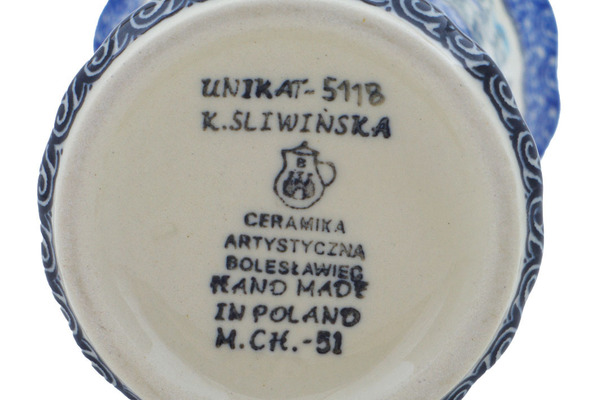 UNIKAT-5118
K.SLIWIŃSKA
B
CERAMIKA
ARTYSTYCZNA
BOLESŁAWIEC
HAND MADE
IN POLAND
M.CH.-51